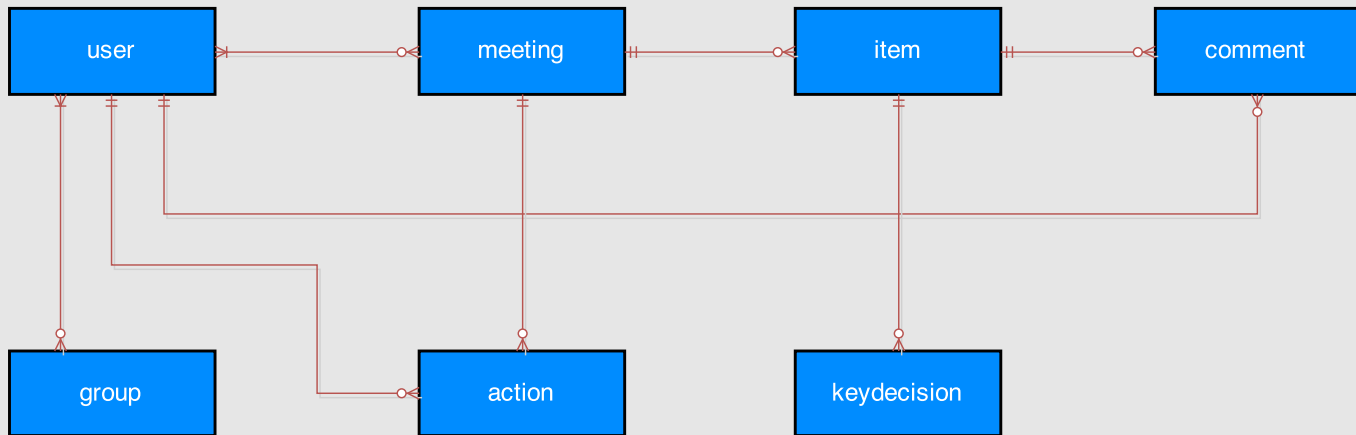 user
meeting
item
comment
group
action
keydecision